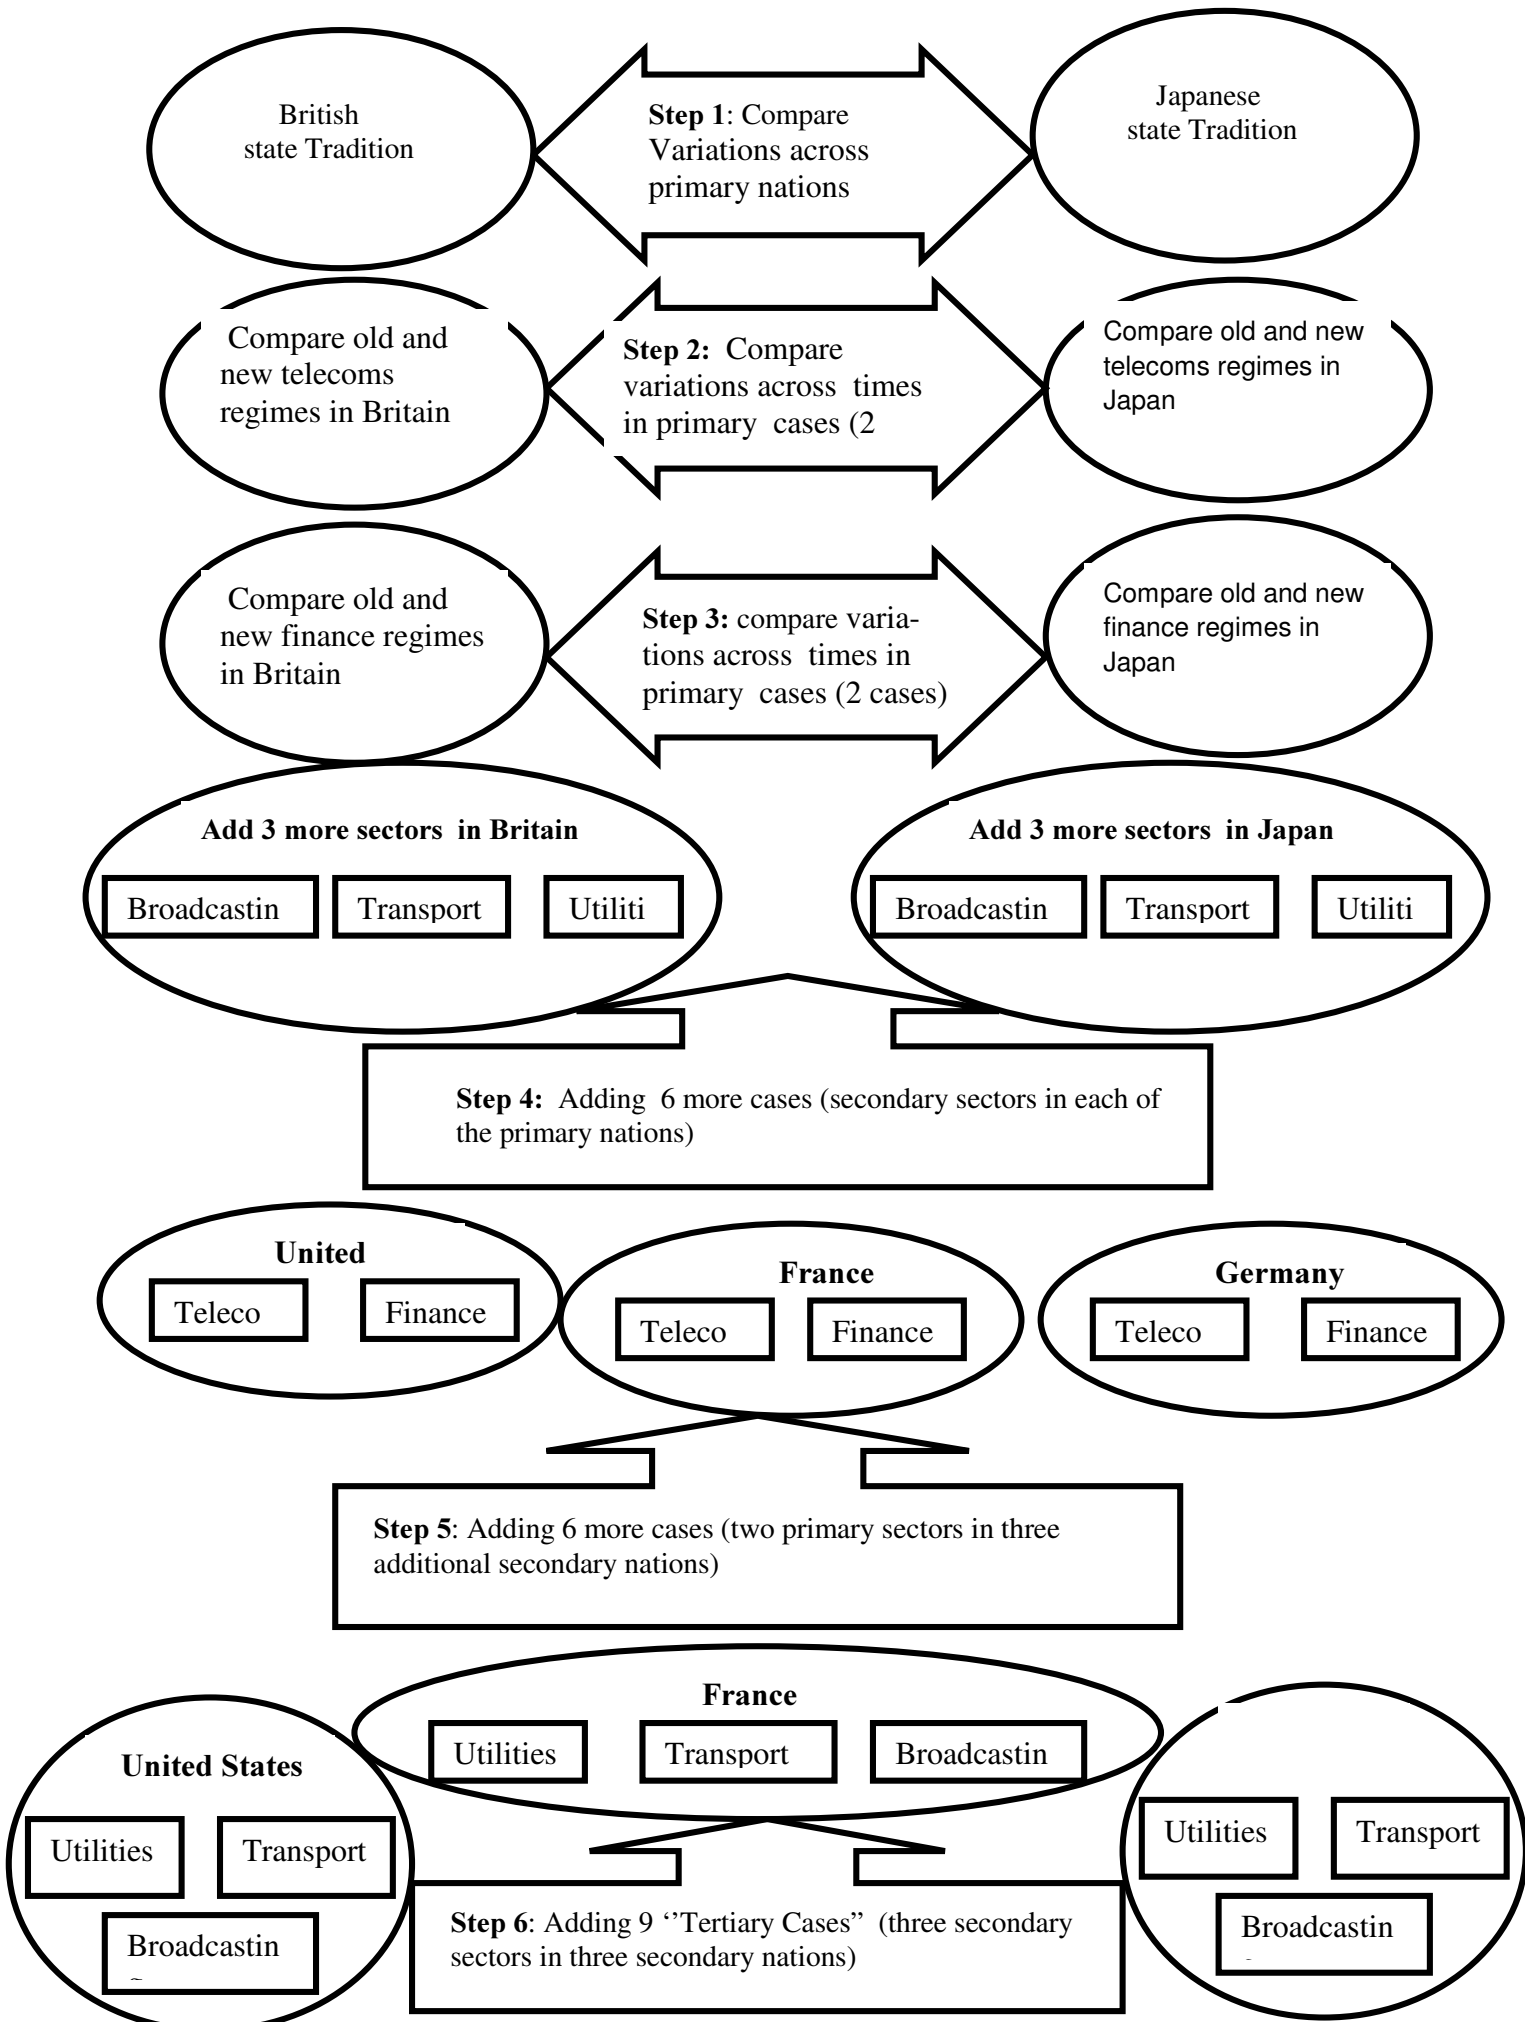 British
state Tradition
Step 1: Compare
Variations across
primary nations
Japanese
state Tradition
Compare old and
new telecoms
regimes in Britain
Step 2: Compare
variations across times
in primary cases (2
Compare old and new
telecoms regimes in
Japan
Compare old and
new finance regimes
in Britain
Step 3: compare varia-
tions across times in
primary cases (2 cases)
Compare old and new
finance regimes in
Japan
Add 3 more sectors in Britain
Broadcastin
Transport
Utiliti
Add 3 more sectors in Japan
Broadcastin
Transport
Utiliti
Step 4: Adding 6 more cases (secondary sectors in each of
the primary nations)
United
Teleco
Finance
France
Teleco
Finance
Germany
Teleco
Finance
Step 5: Adding 6 more cases (two primary sectors in three
additional secondary nations)
France
Utilities
Transport
Broadcastin
United States
Utilities
Transport
Broadcastin
Utilities
Transport
Broadcastin
Step 6: Adding 9 ‘’Tertiary Cases” (three secondary
sectors in three secondary nations)